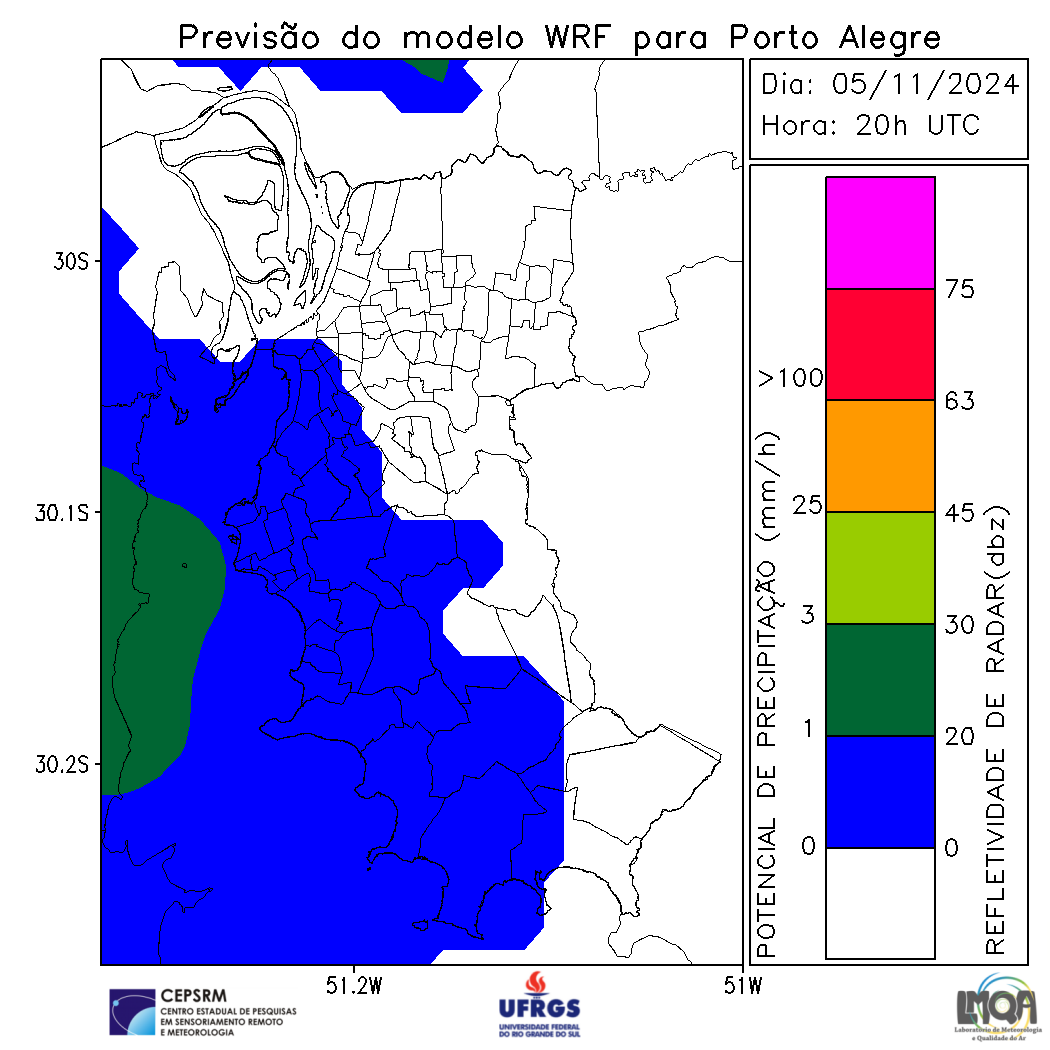 Previsão do modelo WRF para Porto Alegre
Dia: 05/11/2024
Hora: 20h UTC
30S
30.1S
30.2S
51.2W
51W
POTENCIAL DE PRECIPITAÇÃO (mm/h)
>100
25
3
1
0
75
63
45
30
20
0
REFLETIVIDADE DE RADAR(dbz)
CEPSRM
CENTRO ESTADUAL DE PESQUISAS
EM SENSORIAMENTO REMOTO
E METEOROLOGIA
UFRGS
UNIVERSIDADE FEDERAL
DO RIO GRANDE DO SUL
LMQA
Laboratório de Meteorologia
e Qualidade do Ar